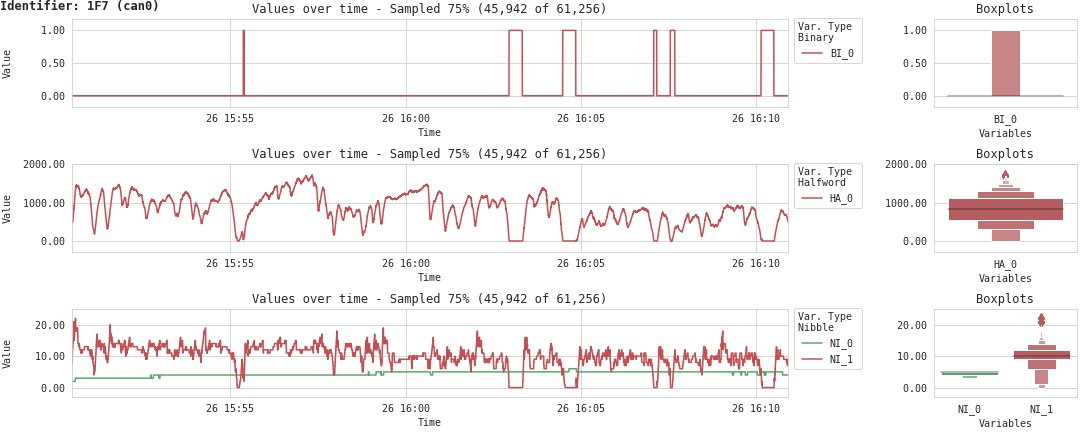 Identifier: 1F7 (can0)
Values over time - Sampled 75% (45,942 of 61,256)
Boxplots
Value
1.00
0.50
0.00
26 15:55
26 16:00
26 16:05
26 16:10
Time
Var. Type
Binary
BI_0
1.00
0.50
0.00
BI_0
Variables
Values over time - Sampled 75% (45,942 of 61,256)
Boxplots
Value
2000.00
1000.00
0.00
26 15:55
26 16:00
26 16:05
26 16:10
Time
Var. Type
Halfword
HA_0
2000.00
1000.00
0.00
HA_0
Variables
Values over time - Sampled 75% (45,942 of 61,256)
Boxplots
Value
20.00
10.00
0.00
26 15:55
26 16:00
26 16:05
26 16:10
Time
Var. Type
Nibble
NI_0
NI_1
20.00
10.00
0.00
NI_0
NI_1
Variables